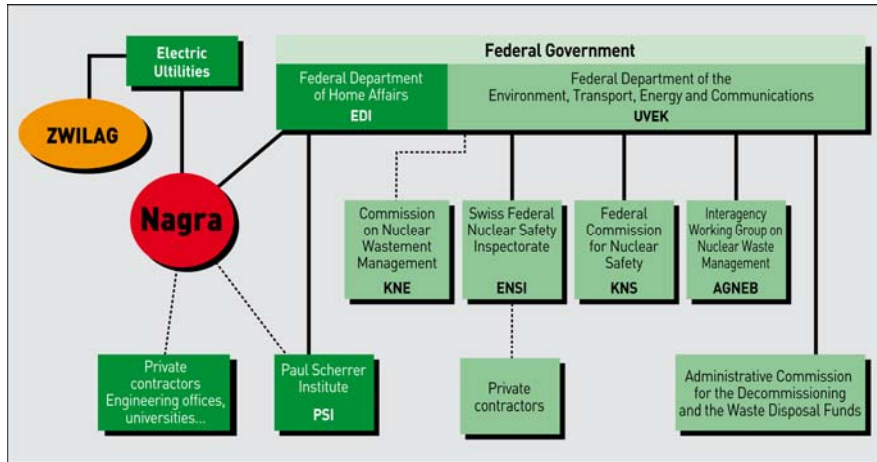 Electric
Ultilities
ZWILAG
Federal Government
Federal Department
of Home Affairs
EDI
Federal Department of the
Environment, Transport, Energy and Communications
UVEK
Nagra
Commission
on Nuclear
Wastement
Management
KNE
Swiss Federal
Nuclear Safety
Inspectorate
ENSI
Federal
Commission
for Nuclear
Safety
KNS
Interagency
Working Group on
Nuclear Waste
Management
AGNEB
Private
contractors
Engineering offices,
universities...
Paul Scherrer
Institute
PSI
Private
contractors
Administrative Commission
for the Decommissioning
and the Waste Disposal Funds